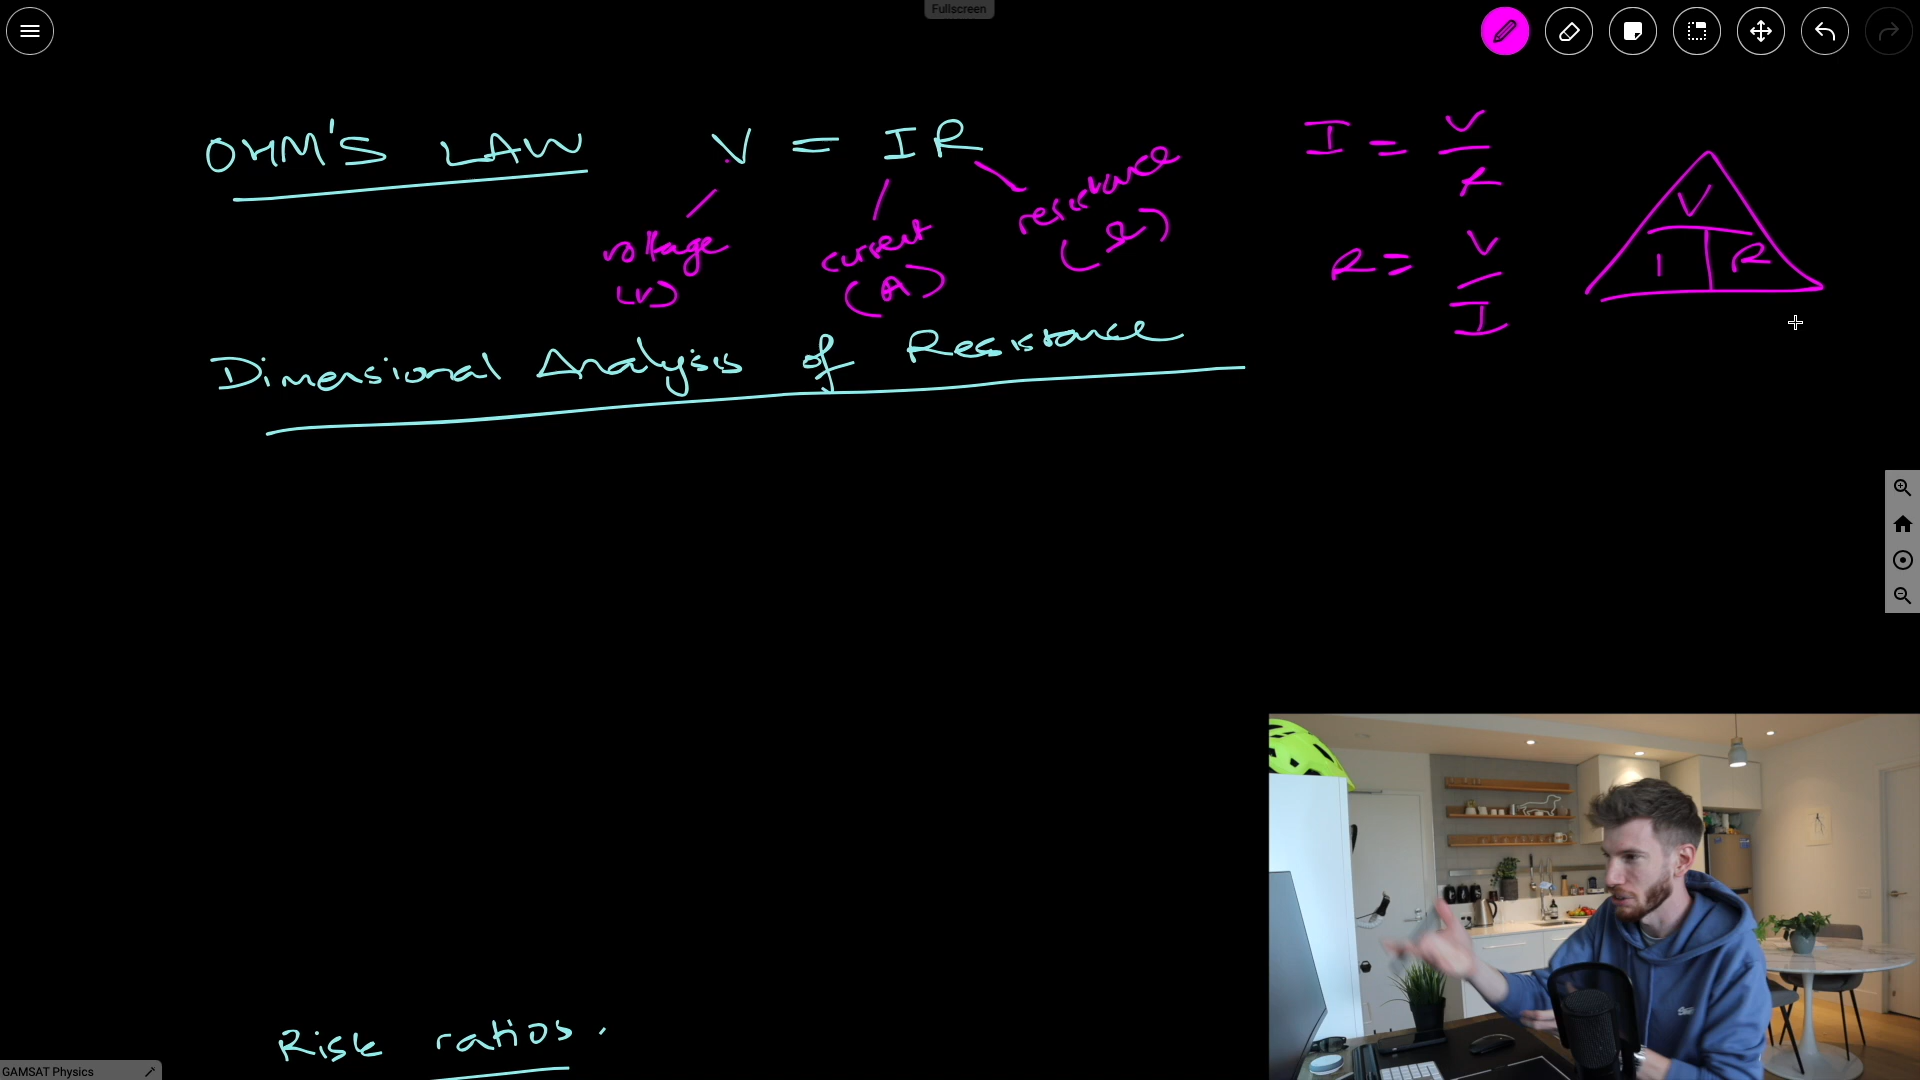 Fullscreen
OHM'S LAW V = IR
voltage (V)
current (A)
resistance (Ω)
I = V / R
R = V / I
V
I R
Dimensional Analysis of Resistance
Risk ratios.
GAMSAT Physics